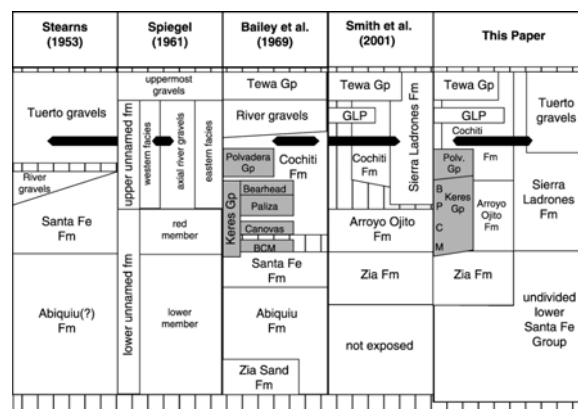 Stearns
(1953)
Spiegel
(1961)
Bailey et al.
(1969)
Smith et al.
(2001)
This Paper
Tuerto gravels
River
gravels
Santa Fe
Fm
Abiquiu(?)
Fm
uppermost
gravels
upper unnamed fm
western facies
axial river gravels
eastern facies
lower unnamed fm
red
member
lower
member
Tewa Gp
River gravels
Polvadera
Gp
Cochiti
Fm
Keres Gp
Bearhead
Paliza
Canovas
BCM
Santa Fe
Fm
Abiquiu
Fm
Zia Sand
Fm
Tewa Gp
GLP
Cochiti
Fm
Sierra Ladrones Fm
Arroyo Ojito
Fm
Zia Fm
not exposed
Tewa Gp
GLP
Cochiti
Fm
Polv. Gp
B
P
C
M
Keres
Gp
Arroyo
Ojito
Fm
Zia Fm
Tuerto
gravels
Sierra
Ladrones
Fm
undivided
lower
Santa Fe
Group